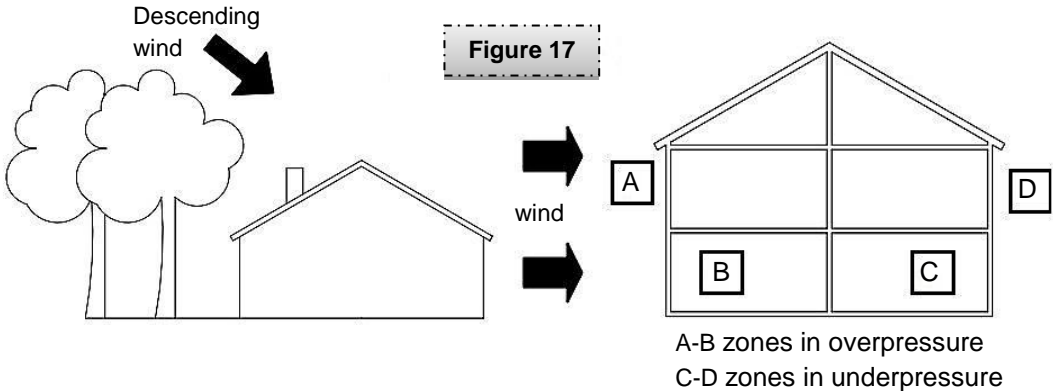 Descending
wind
Figure 17
wind
A
D
B
C
A-B zones in overpressure
C-D zones in underpressure